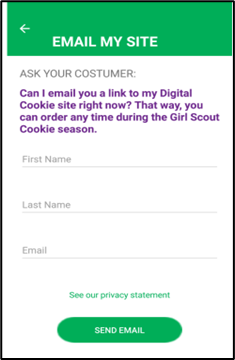 EMAIL MY SITE
ASK YOUR COSTUMER:
Can I email you a link to my Digital
Cookie site right now? That way, you
can order any time during the Girl Scout
Cookie season.
First Name
Last Name
Email
See our privacy statement
SEND EMAIL